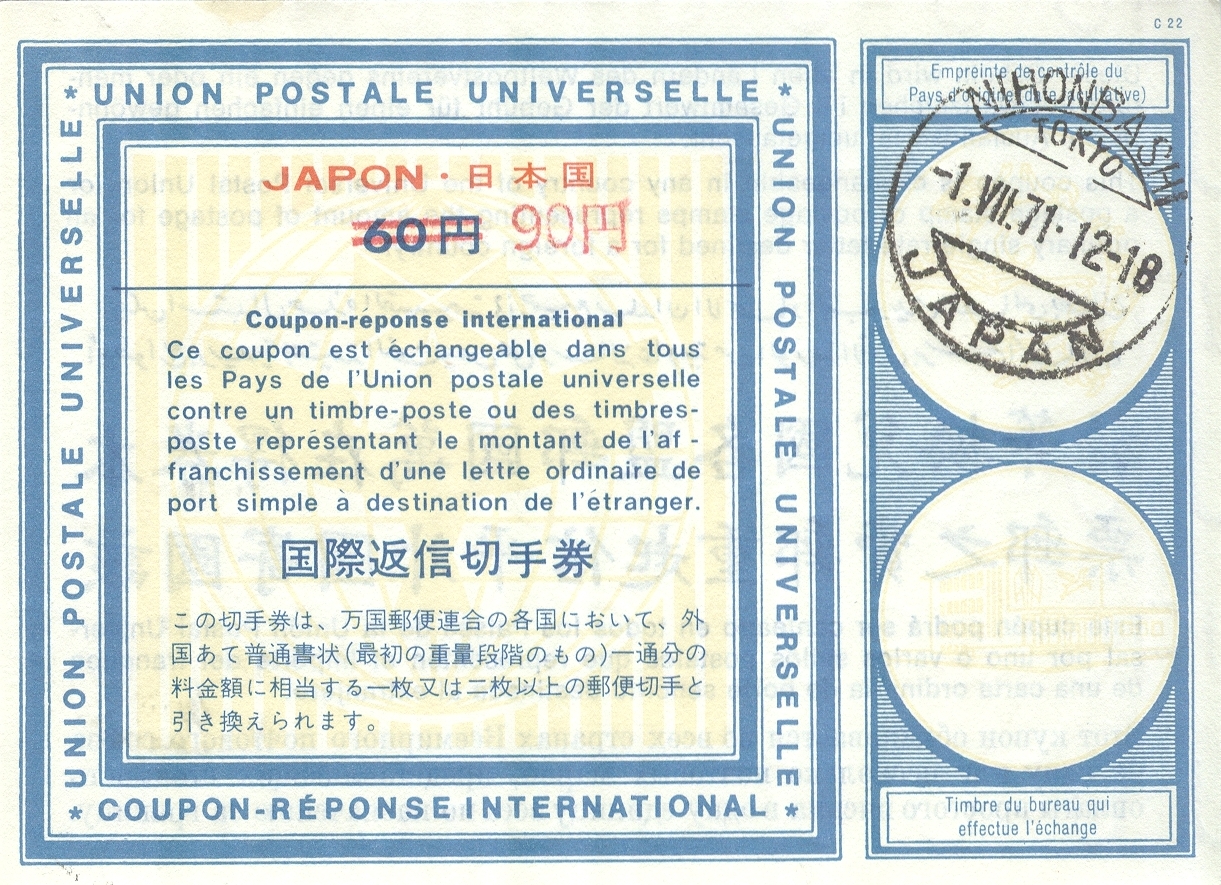 C 22
* UNION POSTALE UNIVERSELLE *
UNION POSTALE UNIVERSELLE
UNION POSTALE UNIVERSELLE
JAPON・日本国
60円 90円
Coupon-réponse international
Ce coupon est échangeable dans tous
les Pays de l'Union postale universelle
contre un timbre-poste ou des timbres-
poste représentant le montant de l'af-
franchissement d'une lettre ordinaire de
port simple à destination de l'étranger.
国際返信切手券
この切手券は、万国郵便連合の各国において、外
国あて普通書状(最初の重量段階のもの)一通分の
料金額に相当する一枚又は二枚以上の郵便切手と
引き換えられます。
* COUPON-RÉPONSE INTERNATIONAL *
Empreinte de contrôle du
Pays d'origine (date facultative)
NIHONBASHI
TOKYO
-1.VII.71.12-18
JAPAN
Timbre du bureau qui
effectue l'échange